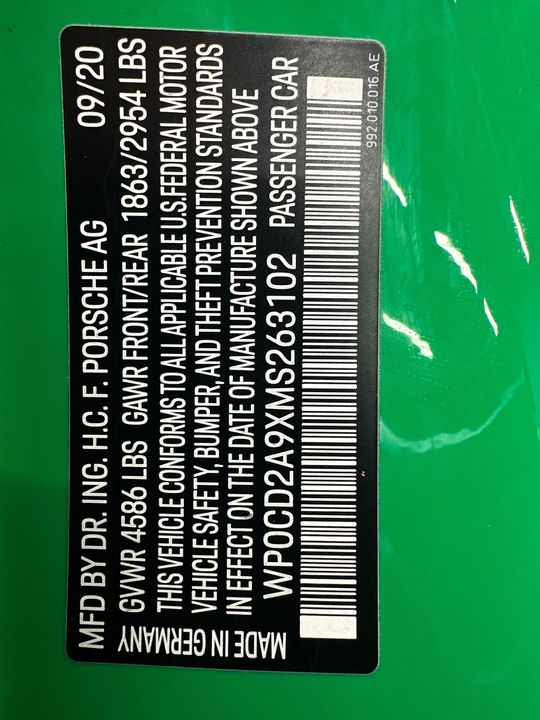 MFD BY DR. ING. H.C. F. PORSCHE AG 09/20
GVWR 4586 LBS GAWR FRONT/REAR 1863/2954 LBS
THIS VEHICLE CONFORMS TO ALL APPLICABLE U.S. FEDERAL MOTOR
VEHICLE SAFETY, BUMPER, AND THEFT PREVENTION STANDARDS
IN EFFECT ON THE DATE OF MANUFACTURE SHOWN ABOVE
WP0CD2A9XMS263102 PASSENGER CAR
MADE IN GERMANY
992.010.016 AE